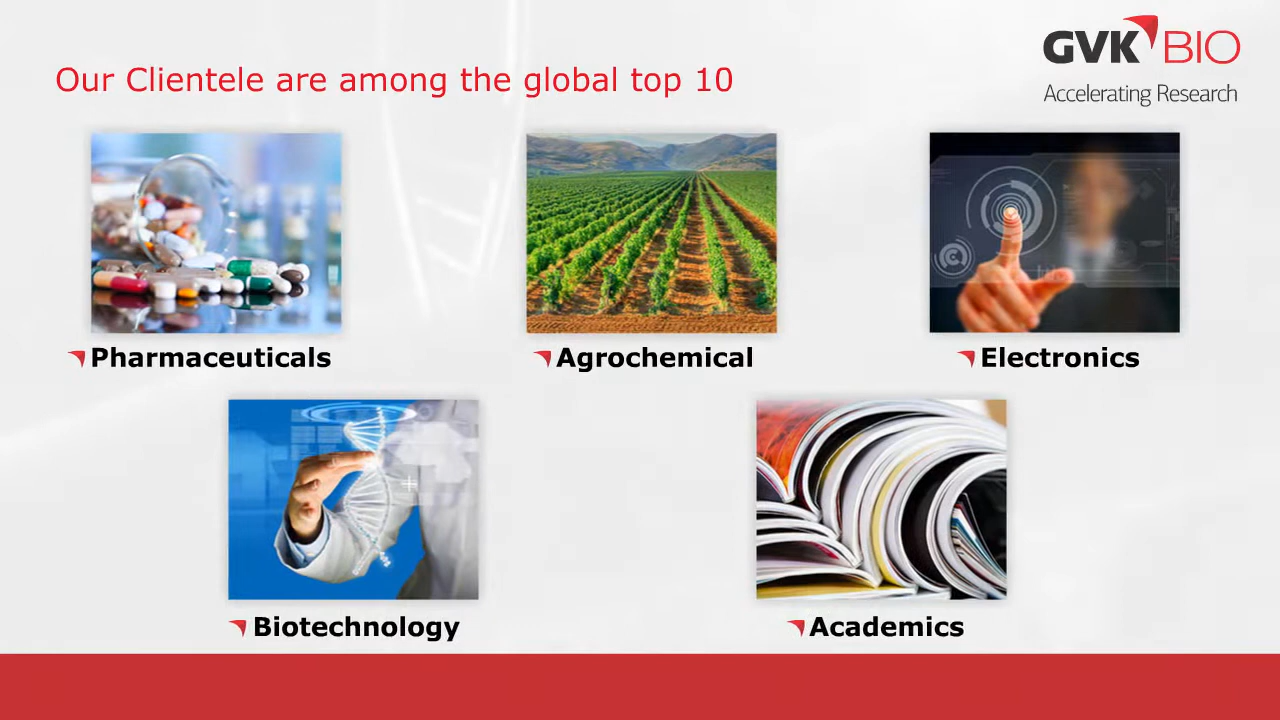 GVK BIO
Accelerating Research
Our Clientele are among the global top 10
Pharmaceuticals
Agrochemical
Electronics
Biotechnology
Academics